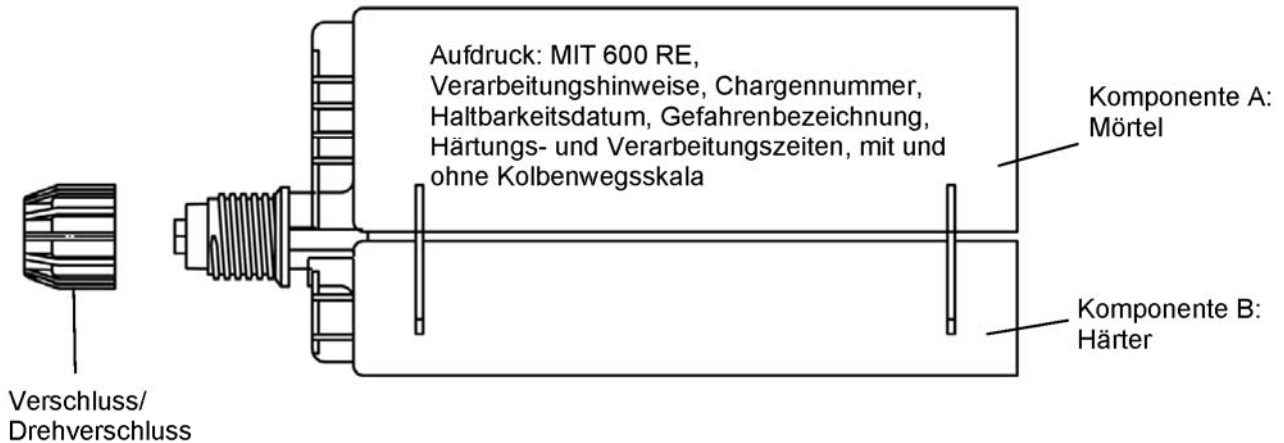 Aufdruck: MIT 600 RE,
Verarbeitungshinweise, Chargennummer,
Haltbarkeitsdatum, Gefahrenbezeichnung,
Härtungs- und Verarbeitungszeiten, mit und
ohne Kolbenwegsskala
Komponente A:
Mörtel
Komponente B:
Härter
Verschluss/
Drehverschluss